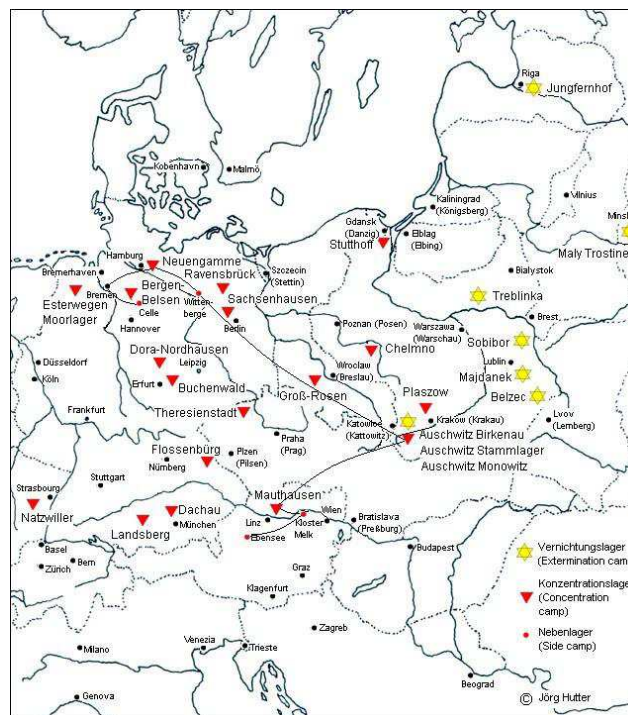 Riga
Jungfernhof
Kobenhavn
Malmö
Vilnius
Kaliningrad
(Königsberg)
Minsk
Gdansk
(Danzig)
Elblag
(Elbing)
Stutthof
Maly Trostine
Hamburg
Neuengamme
Ravensbrück
Szczecin
(Stettin)
Bialystok
Bremerhaven
Bremen
Bergen-
Belsen
Celle
Witten-
berge
Sachsenhausen
Berlin
Treblinka
Esterwegen
Moorlager
Hannover
Poznan (Posen)
Warszawa
(Warschau)
Brest
Sobibor
Chelmno
Lublin
Dora-Nordhausen
Leipzig
Düsseldorf
Köln
Erfurt
Buchenwald
Wroclaw
(Breslau)
Majdanek
Belzec
Groß-Rosen
Plaszow
Theresienstadt
Frankfurt
Katowice
(Kattowitz)
Krakow (Krakau)
Lvov
(Lemberg)
Praha
(Prag)
Auschwitz Birkenau
Auschwitz Stammlager
Auschwitz Monowitz
Flossenbürg
Nürnberg
Plzen
(Pilsen)
Stuttgart
Strasbourg
Natzwiller
Mauthausen
Dachau
München
Landsberg
Linz
Kloster
Melk
Wien
Bratislava
(Preßburg)
Ebensee
Budapest
Basel
Zürich
Bern
Graz
Klagenfurt
Zagreb
Vernichtungslager
(Extermination cam
Konzentrationslage
(Concentration
camp)
Nebenlager
(Side camp)
Milano
Venezia
Trieste
Genova
Beograd
© Jörg Hutter